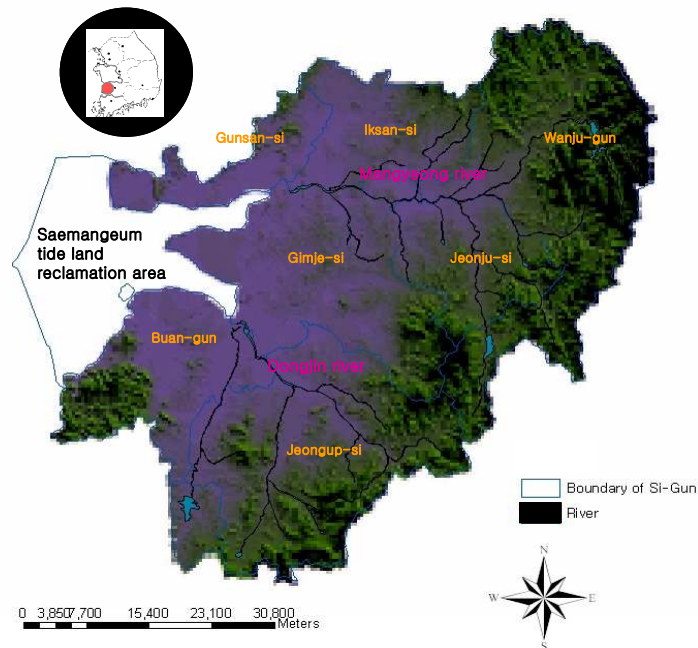 Gunsan-si
Iksan-si
Wanju-gun
Mangyeong river
Saemangeum
tide land
reclamation area
Gimje-si
Jeonju-si
Buan-gun
Dongjin river
Jeongup-si
Boundary of Si-Gun
River
N
W
E
S
0 3,850 7,700 15,400 23,100 30,800
Meters